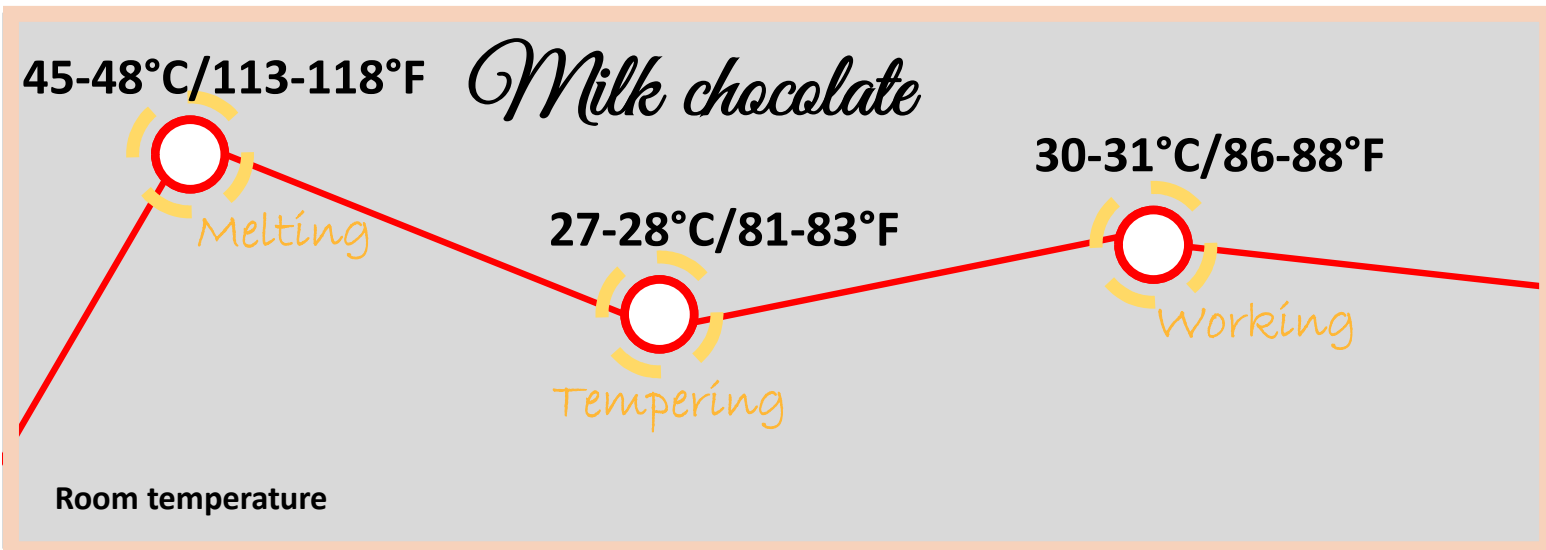 Milk chocolate
45-48°C/113-118°F
Melting
27-28°C/81-83°F
Tempering
30-31°C/86-88°F
Working
Room temperature